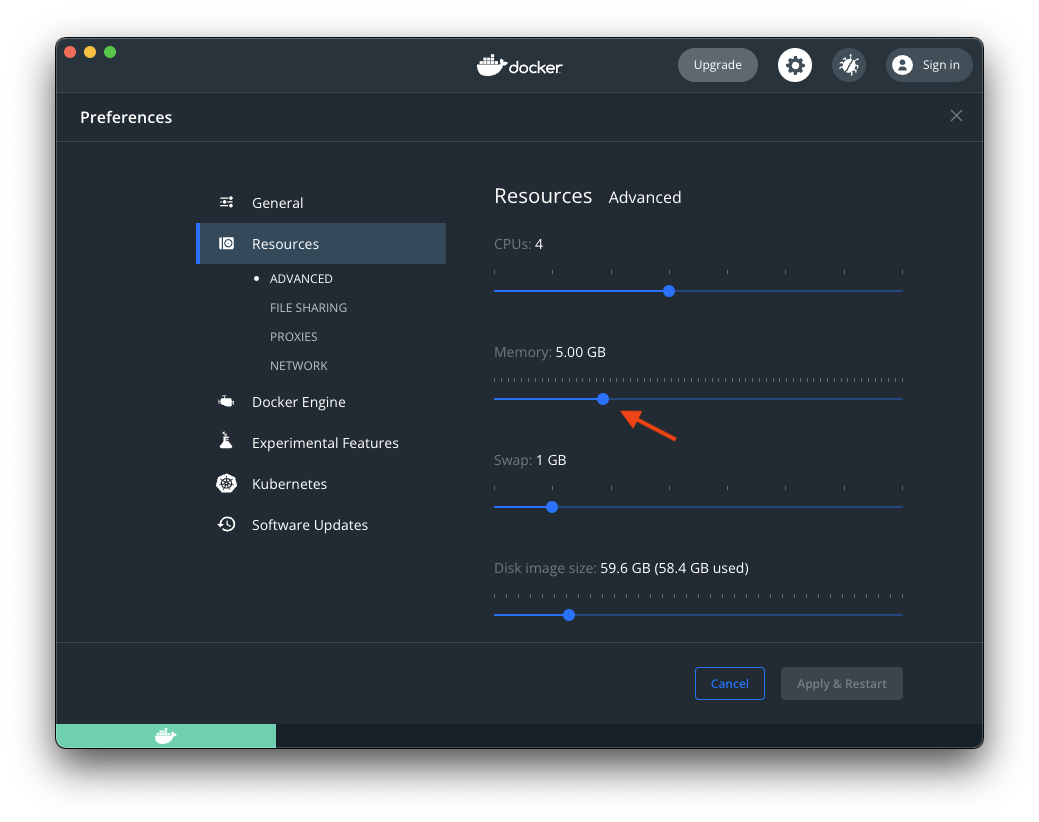 docker
Upgrade
Sign in
Preferences
General
Resources
ADVANCED
FILE SHARING
PROXIES
NETWORK
Docker Engine
Experimental Features
Kubernetes
Software Updates
Resources Advanced
CPUs: 4
Memory: 5.00 GB
Swap: 1 GB
Disk image size: 59.6 GB (58.4 GB used)
Cancel
Apply & Restart